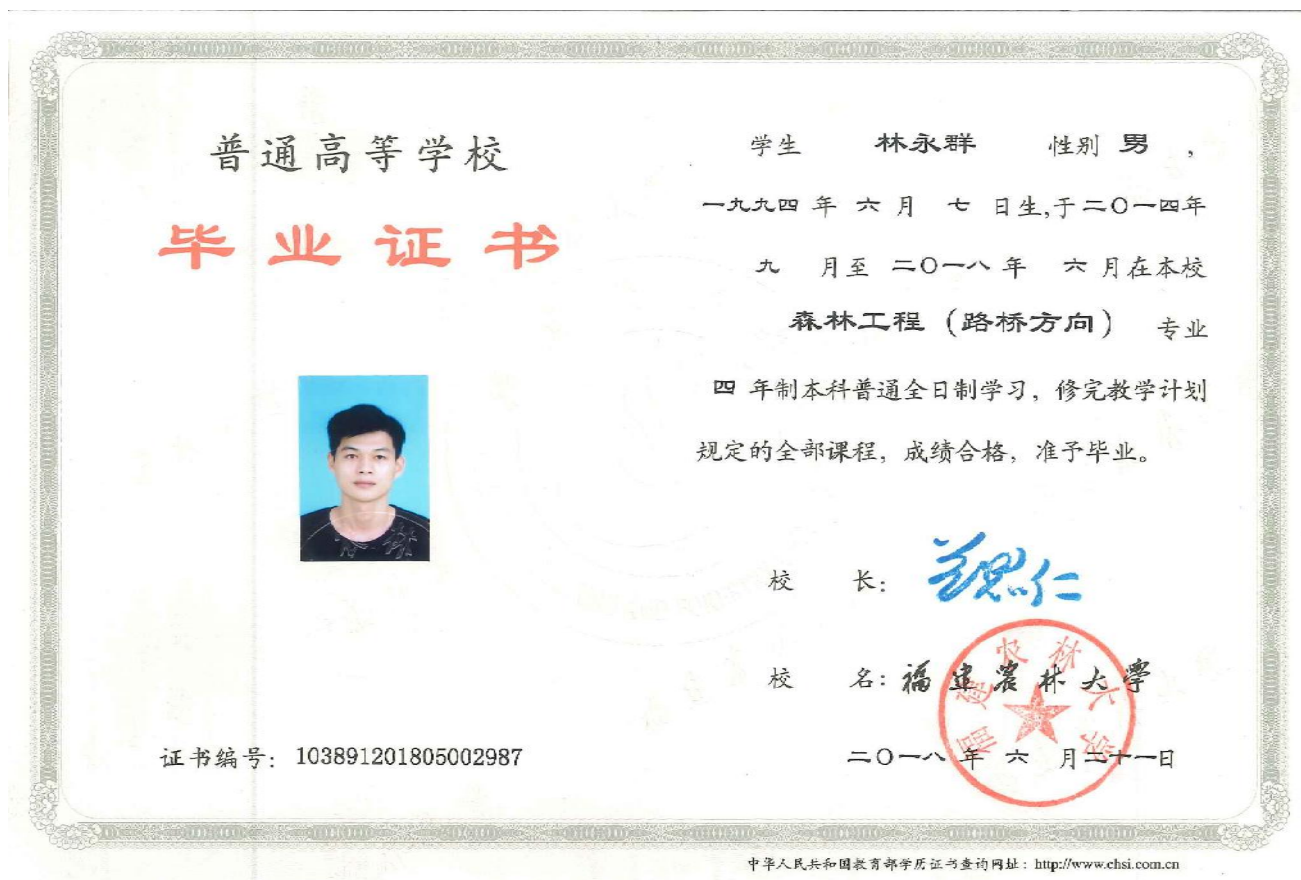 普通高等学校
毕业证书
证书编号：103891201805002987
学生 林永群 性别 男，
一九九四年 六月 七日生,于二〇一四年
九月至 二〇一八年 六月在本校
森林工程（路桥方向） 专业
四年制本科普通全日制学习，修完教学计划
规定的全部课程，成绩合格，准予毕业。
校 长：
校 名：福建农林大学
福建农林大学
二〇一八年 六月二十一日
中华人民共和国教育部学历证书查询网址：http://www.chsi.com.cn